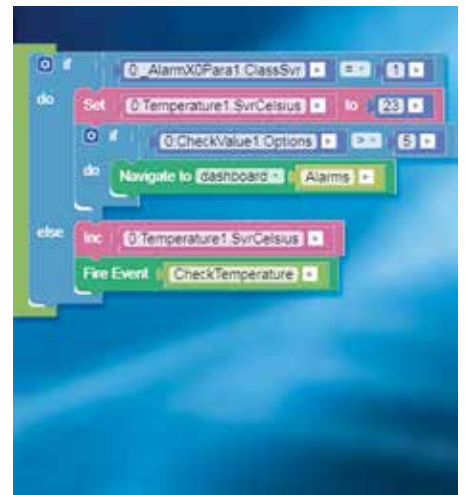 if 0:_AlarmX0Para1.ClassSvr = 1
do Set 0:Temperature1.SvrCelsius to 23
if 0:CheckValue1.Options > 5
do Navigate to dashboard Alarms
else Inc 0:Temperature1.SvrCelsius
Fire Event CheckTemperature